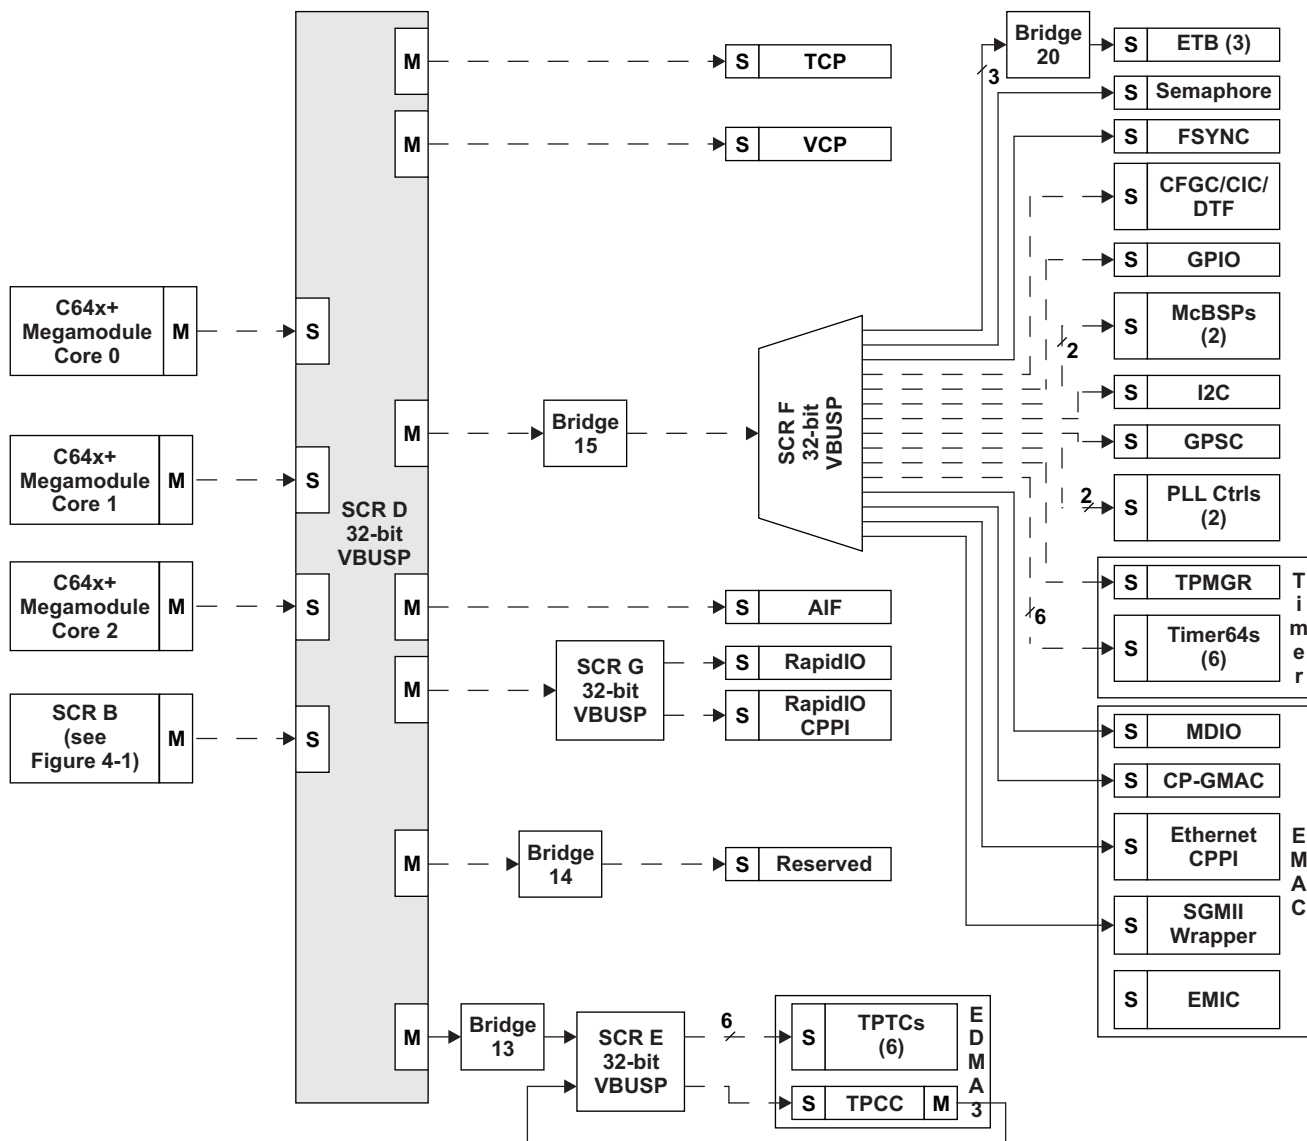 C64x+
Megamodule
Core 0
M
C64x+
Megamodule
Core 1
M
C64x+
Megamodule
Core 2
M
SCR B
(see
Figure 4-1)
M
S
S
S
S
SCR D
32-bit
VBUSP
M
M
M
M
M
M
M
S
TCP
S
VCP
Bridge
15
SCR F
32-bit
VBUSP
S
AIF
SCR G
32-bit
VBUSP
S
RapidIO
S
RapidIO
CPPI
Bridge
14
S
Reserved
Bridge
13
SCR E
32-bit
VBUSP
6
S
TPTCs
(6)
S
TPCC
M
EDMA3
3
Bridge
20
S
ETB (3)
S
Semaphore
S
FSYNC
S
CFGC/CIC/
DTF
S
GPIO
2
S
McBSPs
(2)
S
I2C
S
GPSC
2
S
PLL Ctrls
(2)
S
TPMGR
6
S
Timer64s
(6)
Timer
S
MDIO
S
CP-GMAC
S
Ethernet
CPPI
S
SGMII
Wrapper
S
EMIC
EMAC